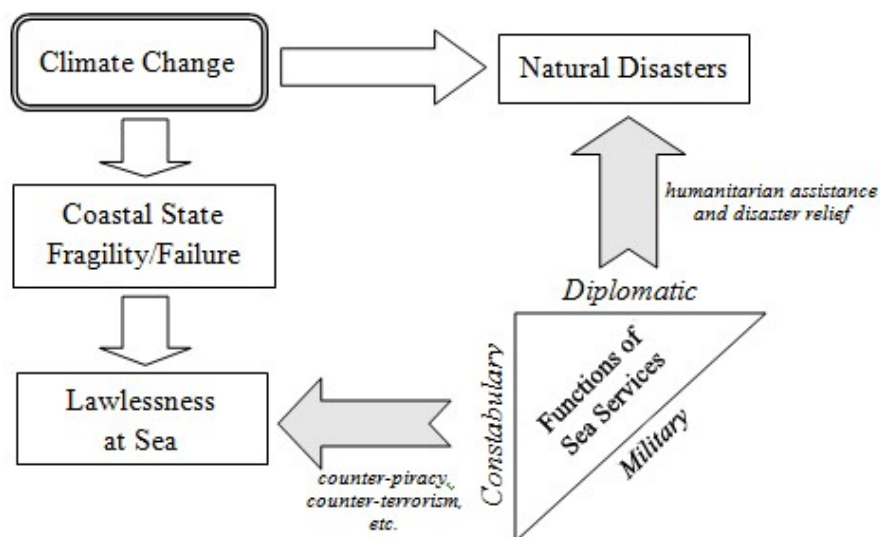 Climate Change
Natural Disasters
Coastal State
Fragility/Failure
humanitarian assistance
and disaster relief
Diplomatic
Constabulary
Functions of
Sea Services
Military
Lawlessness
at Sea
counter-piracy,
counter-terrorism,
etc.